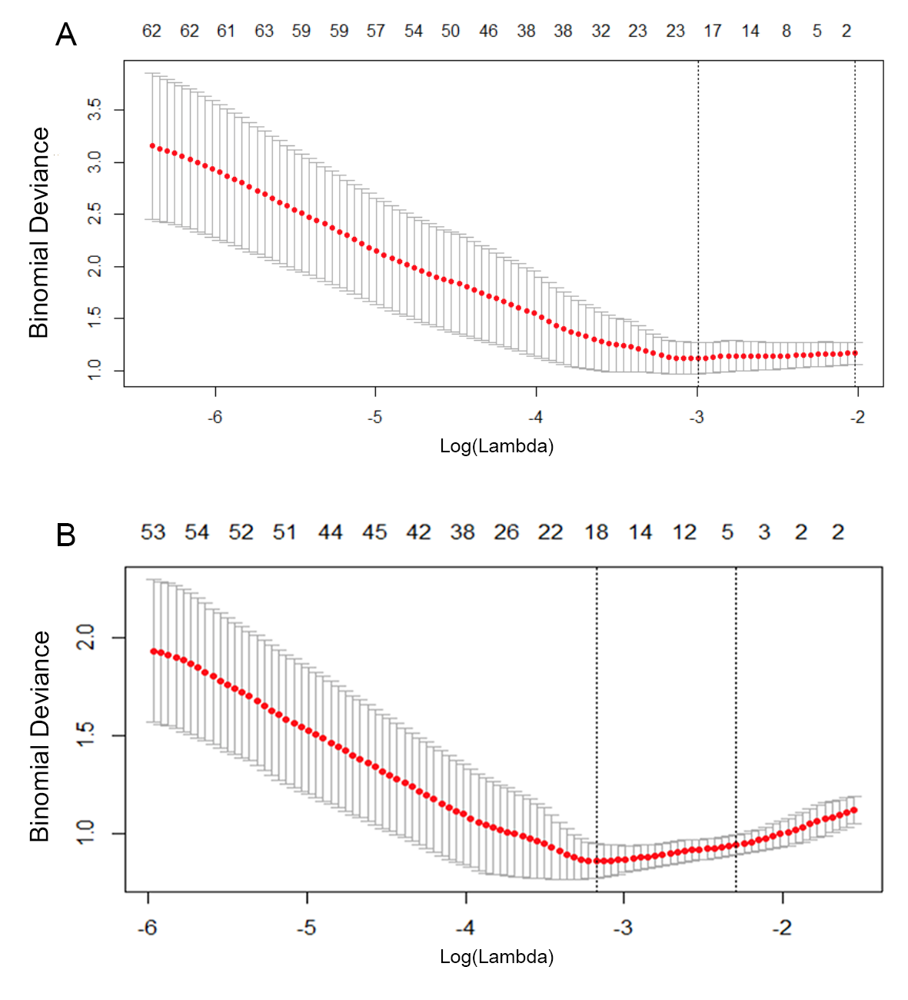 A
62 62 61 63 59 59 57 54 50 46 38 38 32 23 23 17 14 8 5 2
3.5
3.0
2.5
2.0
1.5
1.0
Binomial Deviance
-6 -5 -4 -3 -2
Log(Lambda)
B
53 54 52 51 44 45 42 38 26 22 18 14 12 5 3 2 2
2.0
1.5
1.0
Binomial Deviance
-6 -5 -4 -3 -2
Log(Lambda)